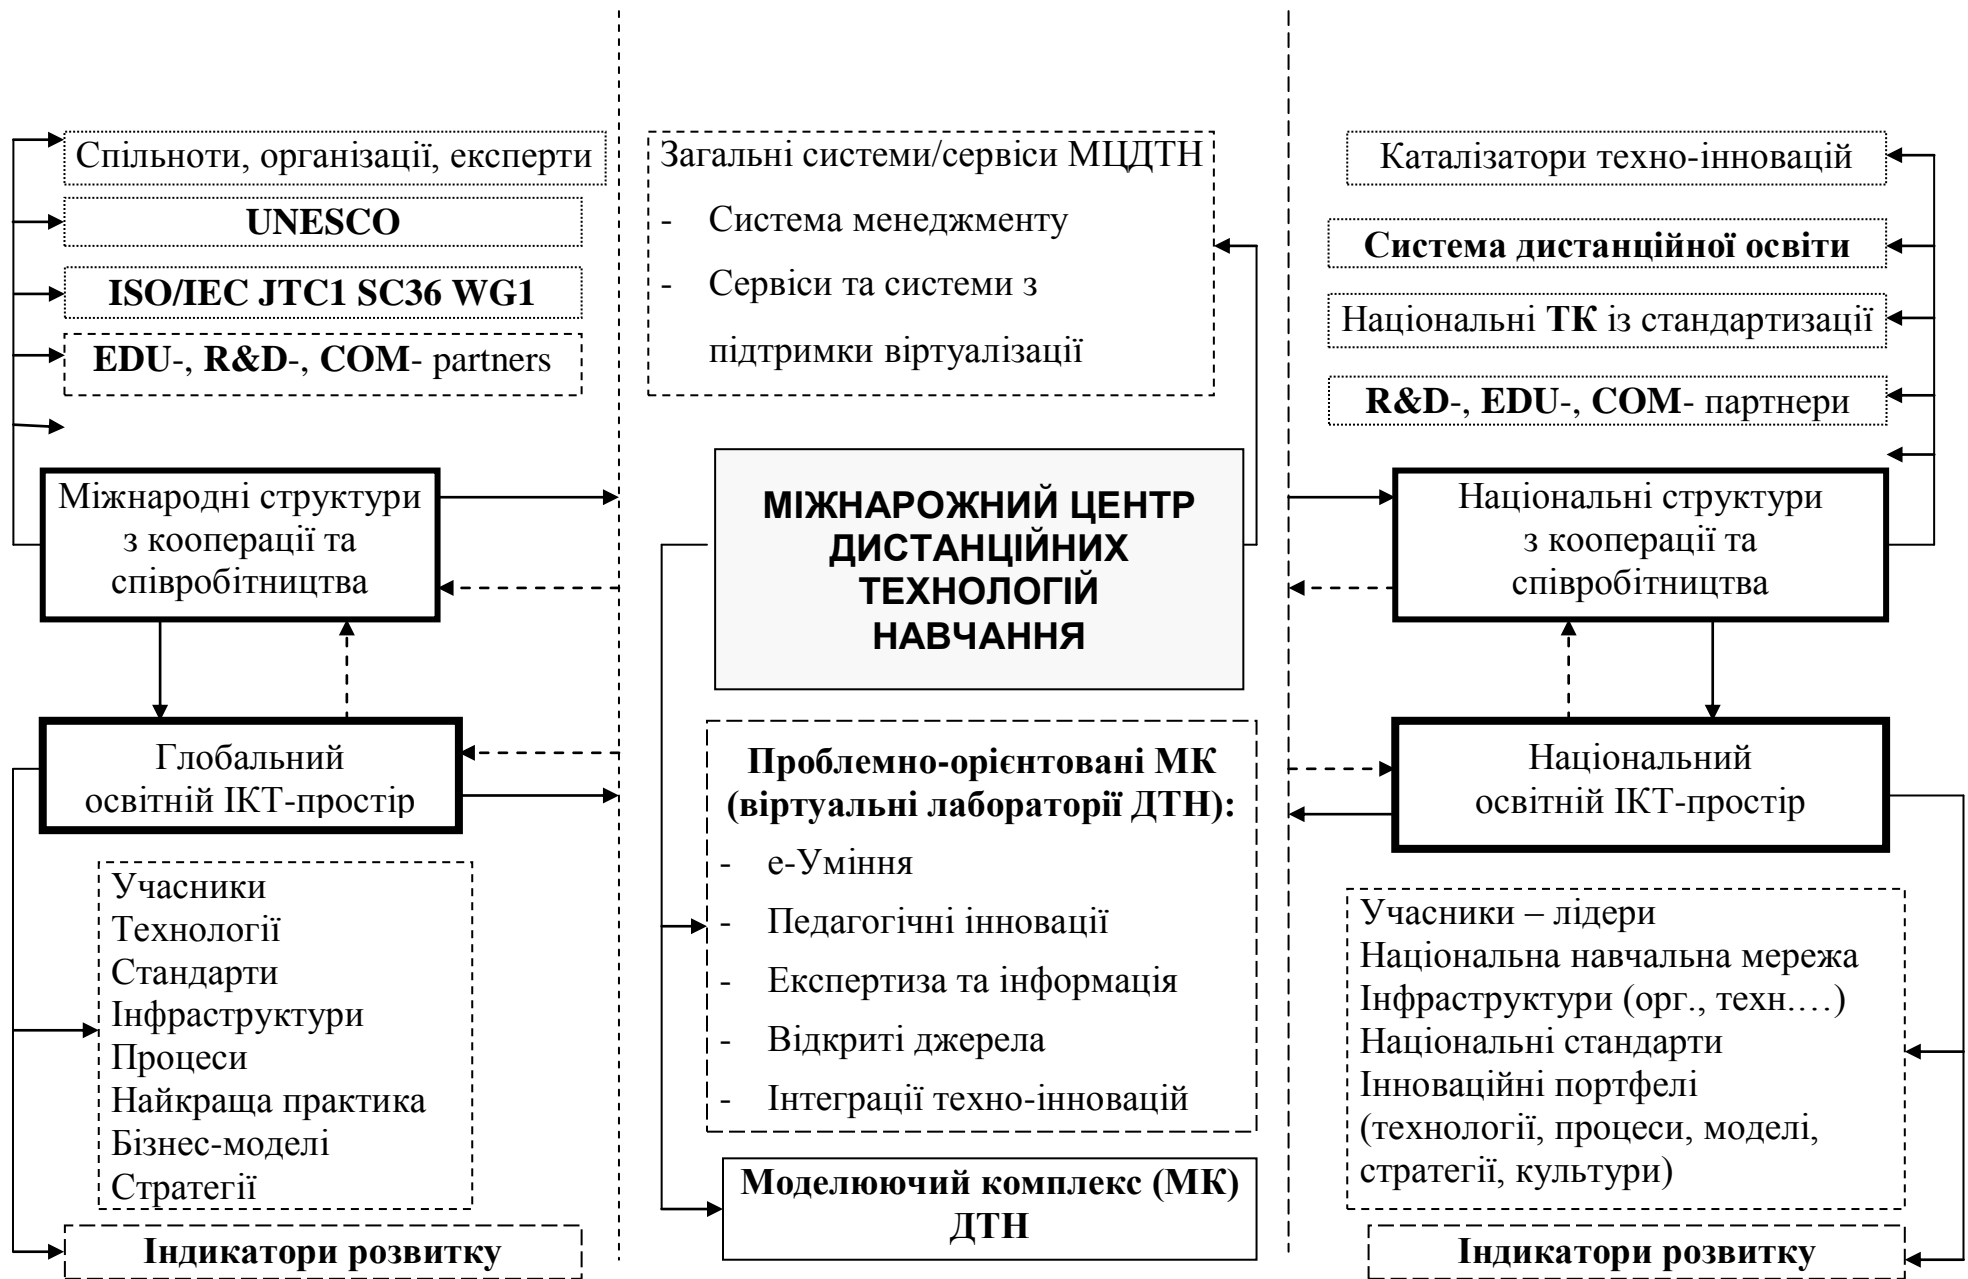 Спільноти, організації, експерти
UNESCO
ISO/IEC JTC1 SC36 WG1
EDU-, R&D-, COM- partners
Міжнародні структури
з кооперації та
співробітництва
Глобальний
освітній ІКТ-простір
Учасники
Технології
Стандарти
Інфраструктури
Процеси
Найкраща практика
Бізнес-моделі
Стратегії
Індикатори розвитку
Загальні системи/сервіси МЦДТН
- Система менеджменту
- Сервіси та системи з
підтримки віртуалізації
МІЖНАРОЖНИЙ ЦЕНТР
ДИСТАНЦІЙНИХ
ТЕХНОЛОГІЙ
НАВЧАННЯ
Проблемно-орієнтовані МК
(віртуальні лабораторії ДТН):
- е-Уміння
- Педагогічні інновації
- Експертиза та інформація
- Відкриті джерела
- Інтеграції техно-інновацій
Моделюючий комплекс (МК)
ДТН
Каталізатори техно-інновацій
Система дистанційної освіти
Національні ТК із стандартизації
R&D-, EDU-, COM- партнери
Національні структури
з кооперації та
співробітництва
Національний
освітній ІКТ-простір
Учасники – лідери
Національна навчальна мережа
Інфраструктури (орг., техн.…)
Національні стандарти
Інноваційні портфелі
(технології, процеси, моделі,
стратегії, культури)
Індикатори розвитку